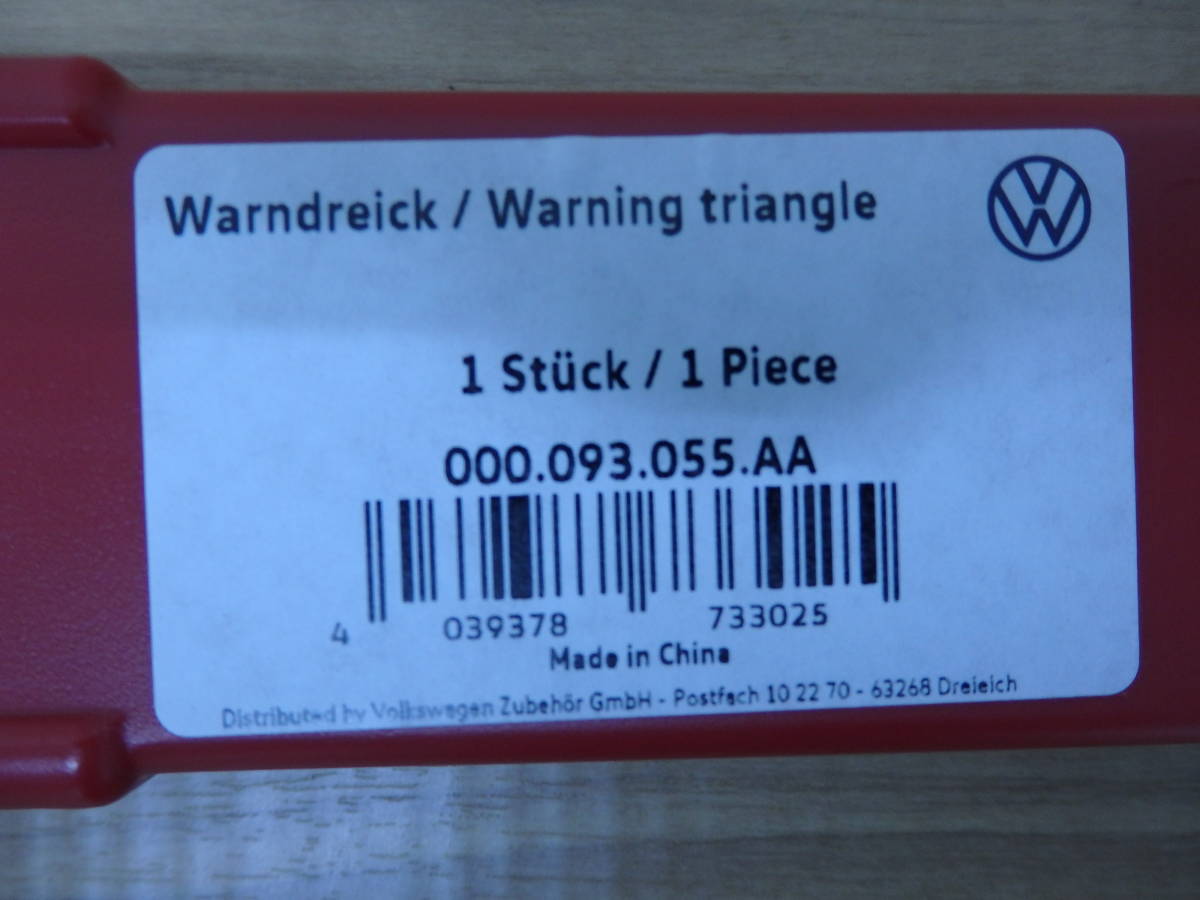 Warndreick / Warning triangle
1 Stück / 1 Piece
000.093.055.AA
4 039378 733025
Made in China
Distributed by Volkswagen Zubehör GmbH - Postfach 10 22 70 - 63268 Dreieich